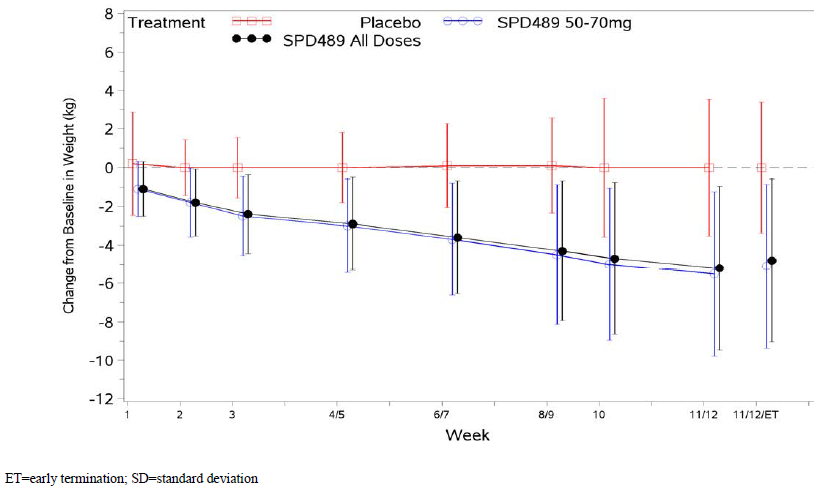 8
Treatment Placebo SPD489 50-70mg
SPD489 All Doses
6
4
2
0
-2
-4
-6
-8
-10
-12
Change from Baseline in Weight (kg)
1 2 3 4/5 6/7 8/9 10 11/12 11/12/ET
Week
ET=early termination; SD=standard deviation